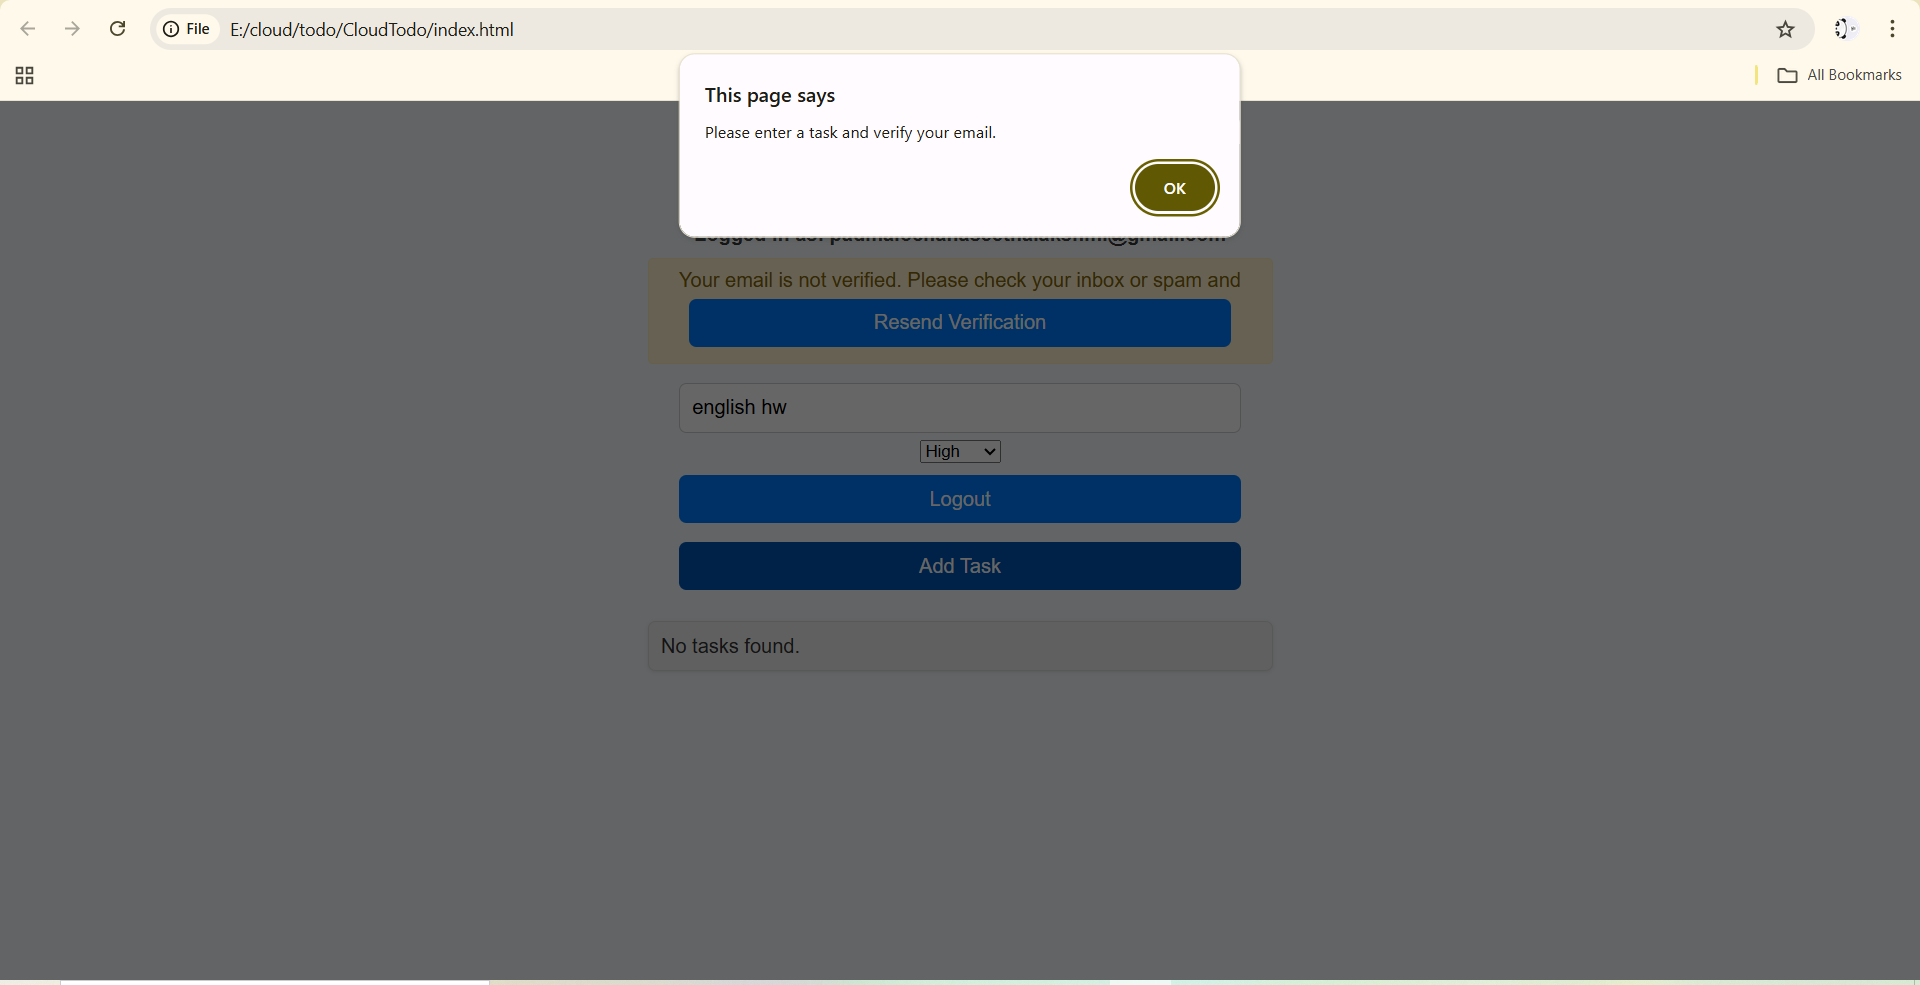 File E:/cloud/todo/CloudTodo/index.html
All Bookmarks
This page says
Please enter a task and verify your email.
OK
Your email is not verified. Please check your inbox or spam and
Resend Verification
english hw
High
Logout
Add Task
No tasks found.